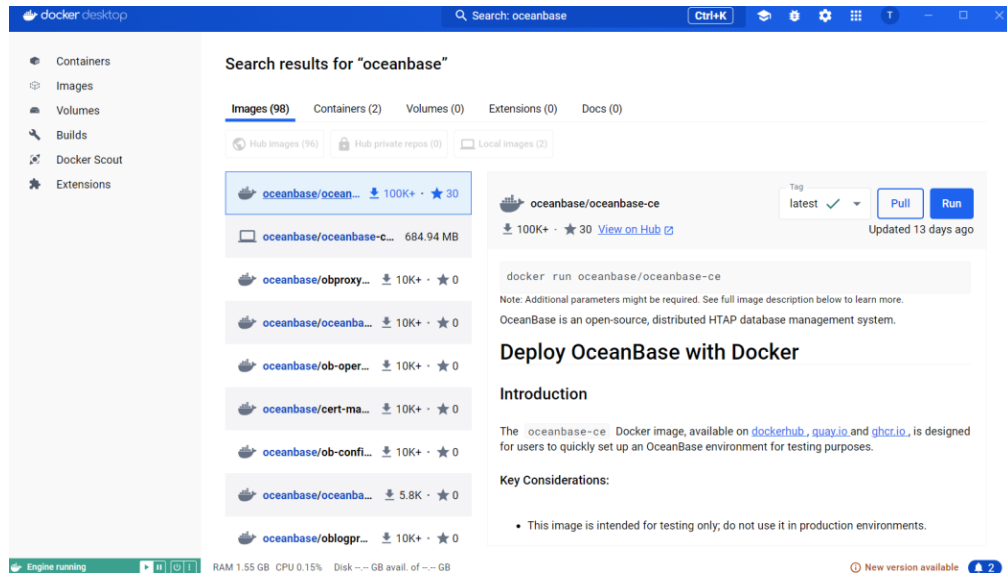 docker desktop
Search: oceanbase
Ctrl+K
T
Containers
Images
Volumes
Builds
Docker Scout
Extensions
Search results for “oceanbase”
Images (98)
Containers (2)
Volumes (0)
Extensions (0)
Docs (0)
Hub images (96)
Hub private repos (0)
Local images (2)
oceanbase/ocean... 100K+ · 30
oceanbase/oceanbase-c... 684.94 MB
oceanbase/obproxy... 10K+ · 0
oceanbase/oceanba... 10K+ · 0
oceanbase/ob-oper... 10K+ · 0
oceanbase/cert-ma... 10K+ · 0
oceanbase/ob-confi... 10K+ · 0
oceanbase/oceanba... 5.8K · 0
oceanbase/oblogpr... 10K+ · 0
oceanbase/oceanbase-ce
100K+ · 30 View on Hub
Tag
latest
Pull
Run
Updated 13 days ago
docker run oceanbase/oceanbase-ce
Note: Additional parameters might be required. See full image description below to learn more.
OceanBase is an open-source, distributed HTAP database management system.
Deploy OceanBase with Docker
Introduction
The oceanbase-ce Docker image, available on dockerhub , quay.io and ghcr.io , is designed
for users to quickly set up an OceanBase environment for testing purposes.
Key Considerations:
• This image is intended for testing only; do not use it in production environments.
Engine running
RAM 1.55 GB CPU 0.15% Disk --.-- GB avail. of --.-- GB
New version available
2